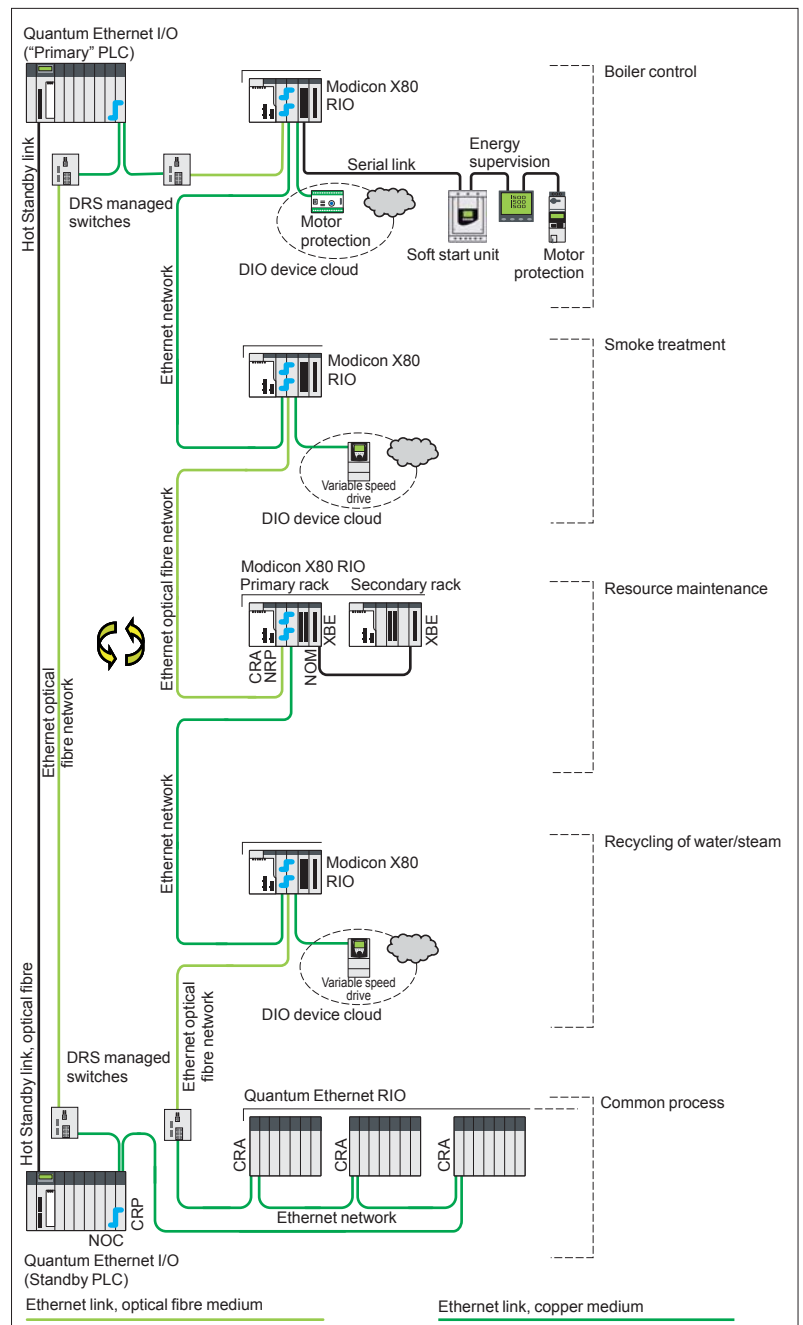 Quantum Ethernet I/O
("Primary" PLC)
Modicon X80
RIO
Boiler control
Hot Standby link
DRS managed
switches
Serial link
Energy
supervision
Motor
protection
DIO device cloud
Soft start unit
Motor
protection
Ethernet network
Smoke treatment
Modicon X80
RIO
Variable speed
drive
DIO device cloud
Ethernet optical fibre network
Modicon X80 RIO
Primary rack
Secondary rack
Resource maintenance
CRA
NRP
NOM
XBE
XBE
Ethernet optical
fibre network
Ethernet network
Recycling of water/steam
Modicon X80
RIO
Variable speed
drive
DIO device cloud
Ethernet optical
fibre network
Hot Standby link, optical fibre
DRS managed
switches
Quantum Ethernet RIO
Common process
CRA
CRA
CRA
Ethernet network
CRP
NOC
Quantum Ethernet I/O
(Standby PLC)
Ethernet link, optical fibre medium
Ethernet link, copper medium